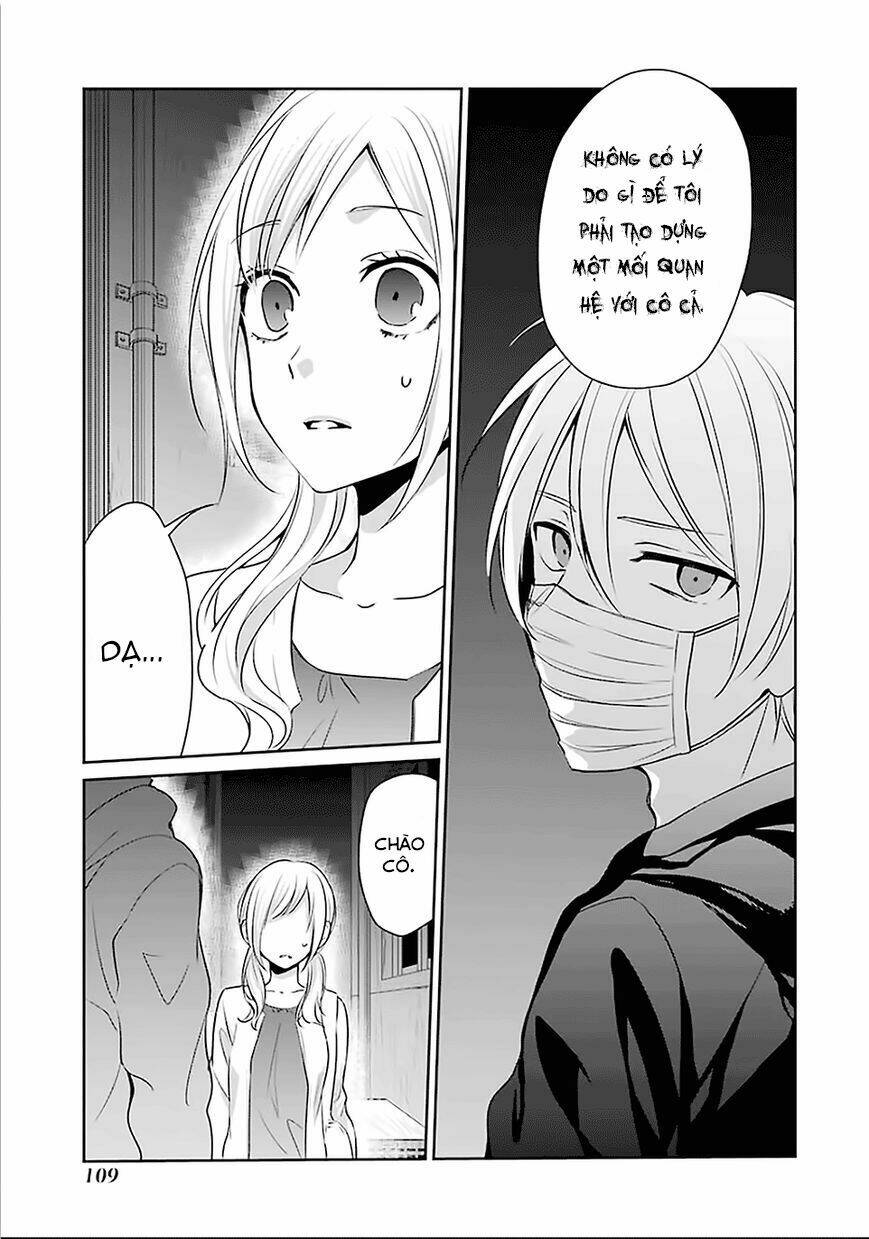 KHÔNG CÓ LÝ
DO GÌ ĐỂ TÔI
PHẢI TẠO DỰNG
MỘT MỐI QUAN
HỆ VỚI CÔ CẢ.
DẠ...
CHÀO
CÔ.
109